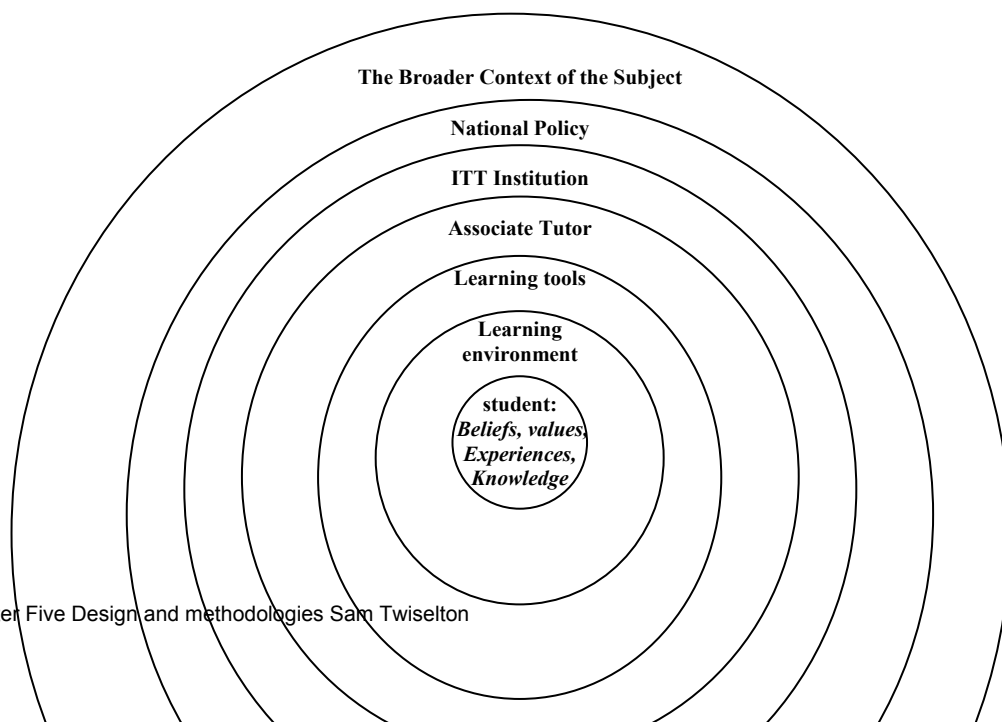 The Broader Context of the Subject
National Policy
ITT Institution
Associate Tutor
Learning tools
Learning
environment
student:
Beliefs, values,
Experiences,
Knowledge
er Five Design and methodologies Sam Twiselton